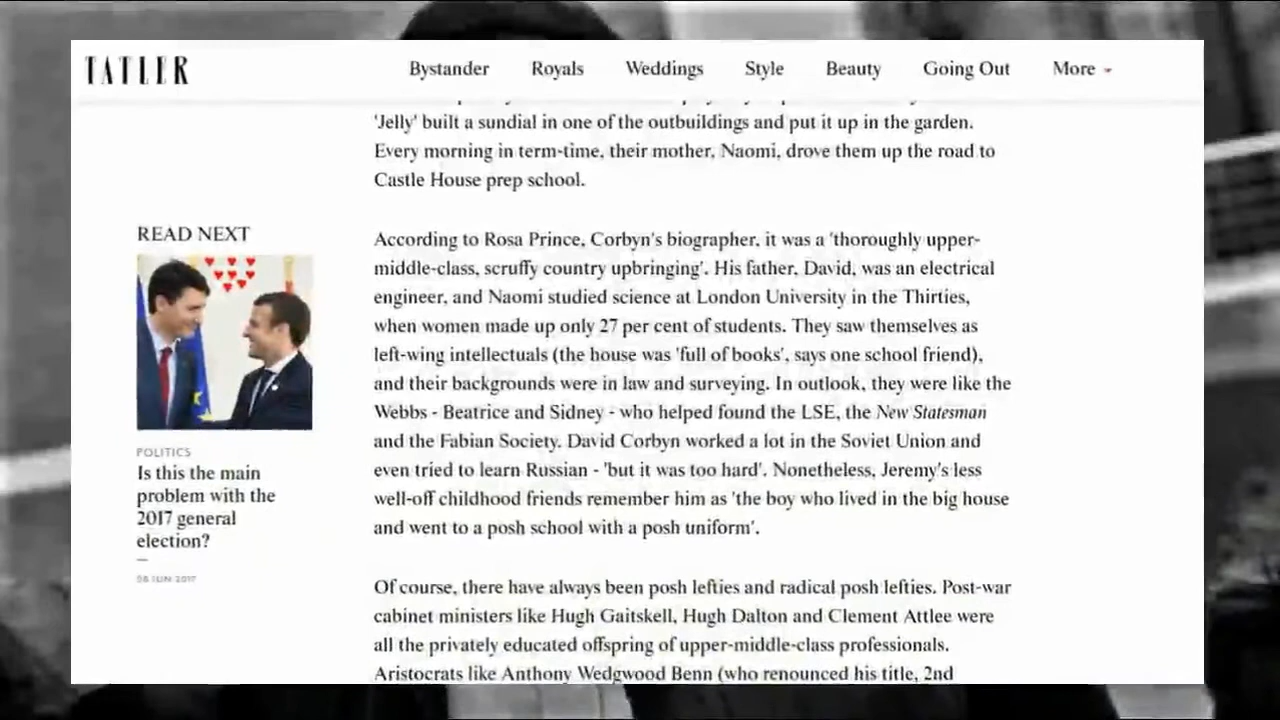 TATLER
Bystander Royals Weddings Style Beauty Going Out More
'Jelly' built a sundial in one of the outbuildings and put it up in the garden.
Every morning in term-time, their mother, Naomi, drove them up the road to
Castle House prep school.
READ NEXT
POLITICS
Is this the main
problem with the
2017 general
election?
08 JUN 2017
According to Rosa Prince, Corbyn's biographer, it was a 'thoroughly upper-
middle-class, scruffy country upbringing'. His father, David, was an electrical
engineer, and Naomi studied science at London University in the Thirties,
when women made up only 27 per cent of students. They saw themselves as
left-wing intellectuals (the house was 'full of books', says one school friend),
and their backgrounds were in law and surveying. In outlook, they were like the
Webbs - Beatrice and Sidney - who helped found the LSE, the New Statesman
and the Fabian Society. David Corbyn worked a lot in the Soviet Union and
even tried to learn Russian - 'but it was too hard'. Nonetheless, Jeremy's less
well-off childhood friends remember him as 'the boy who lived in the big house
and went to a posh school with a posh uniform'.
Of course, there have always been posh lefties and radical posh lefties. Post-war
cabinet ministers like Hugh Gaitskell, Hugh Dalton and Clement Attlee were
all the privately educated offspring of upper-middle-class professionals.
Aristocrats like Anthony Wedgwood Benn (who renounced his title, 2nd